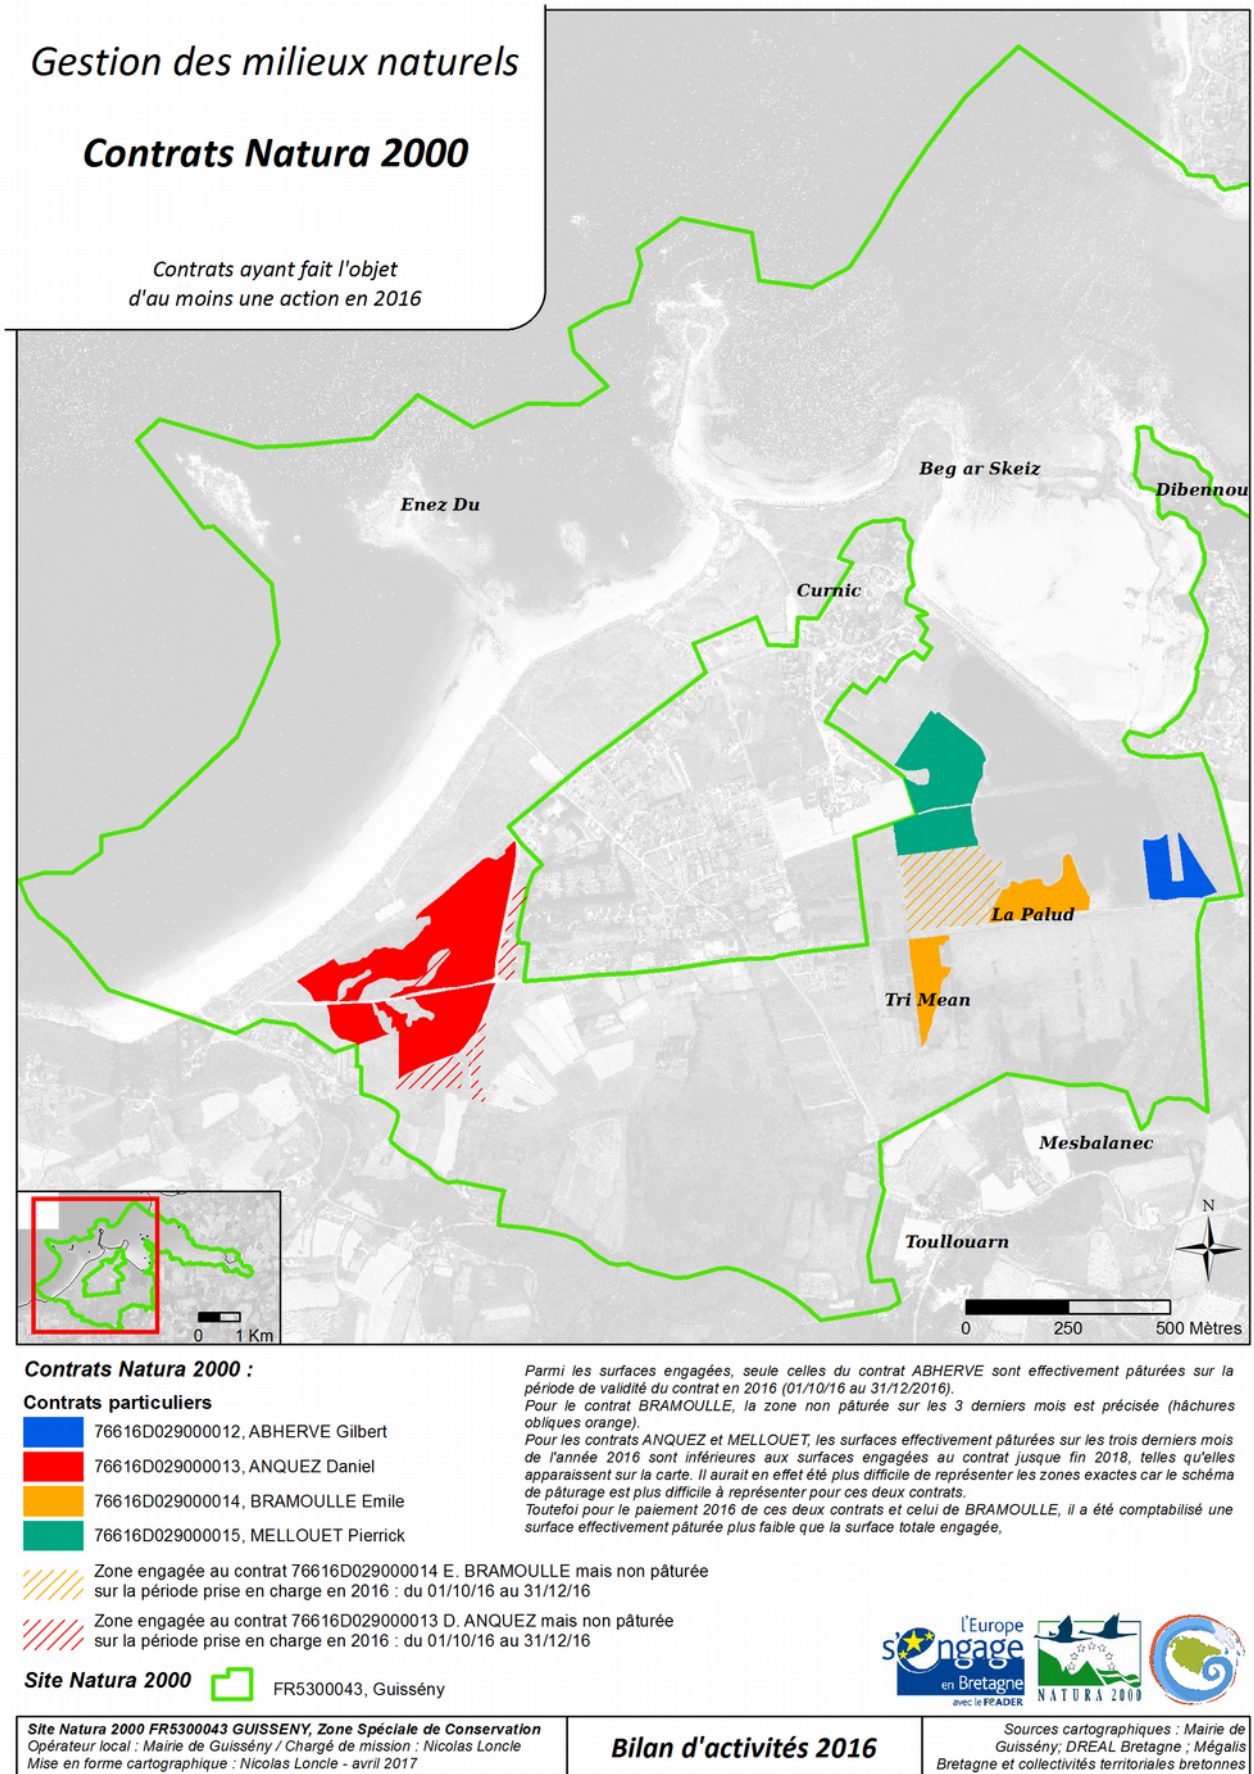 Gestion des milieux naturels
Contrats Natura 2000
Contrats ayant fait l'objet
d'au moins une action en 2016
Beg ar Skeiz
Dibennou
Enez Du
Curnic
La Palud
Tri Mean
Mesbalanec
Toullouarn
N
0 250 500 Mètres
0 1 Km
Contrats Natura 2000 :
Contrats particuliers
76616D029000012, ABHERVE Gilbert
76616D029000013, ANQUEZ Daniel
76616D029000014, BRAMOULLE Emile
76616D029000015, MELLOUET Pierrick
Zone engagée au contrat 76616D029000014 E. BRAMOULLE mais non pâturée
sur la période prise en charge en 2016 : du 01/10/16 au 31/12/16
Zone engagée au contrat 76616D029000013 D. ANQUEZ mais non pâturée
sur la période prise en charge en 2016 : du 01/10/16 au 31/12/16
Site Natura 2000
FR5300043, Guissény
Parmi les surfaces engagées, seule celles du contrat ABHERVE sont effectivement pâturées sur la
période de validité du contrat en 2016 (01/10/16 au 31/12/2016).
Pour le contrat BRAMOULLE, la zone non pâturée sur les 3 derniers mois est précisée (hâchures
obliques orange).
Pour les contrats ANQUEZ et MELLOUET, les surfaces effectivement pâturées sur les trois derniers mois
de l'année 2016 sont inférieures aux surfaces engagées au contrat jusque fin 2018, telles qu'elles
apparaissent sur la carte. Il aurait en effet été plus difficile de représenter les zones exactes car le schéma
de pâturage est plus difficile à représenter pour ces deux contrats.
Toutefoi pour le paiement 2016 de ces deux contrats et celui de BRAMOULLE, il a été comptabilisé une
surface effectivement pâturée plus faible que la surface totale engagée,
l'Europe
s'engage
en Bretagne
avec le FEADER
NATURA 2000
Site Natura 2000 FR5300043 GUISSENY, Zone Spéciale de Conservation
Opérateur local : Mairie de Guissény / Chargé de mission : Nicolas Loncle
Mise en forme cartographique : Nicolas Loncle - avril 2017
Bilan d'activités 2016
Sources cartographiques : Mairie de
Guissény; DREAL Bretagne ; Mégalis
Bretagne et collectivités territoriales bretonnes